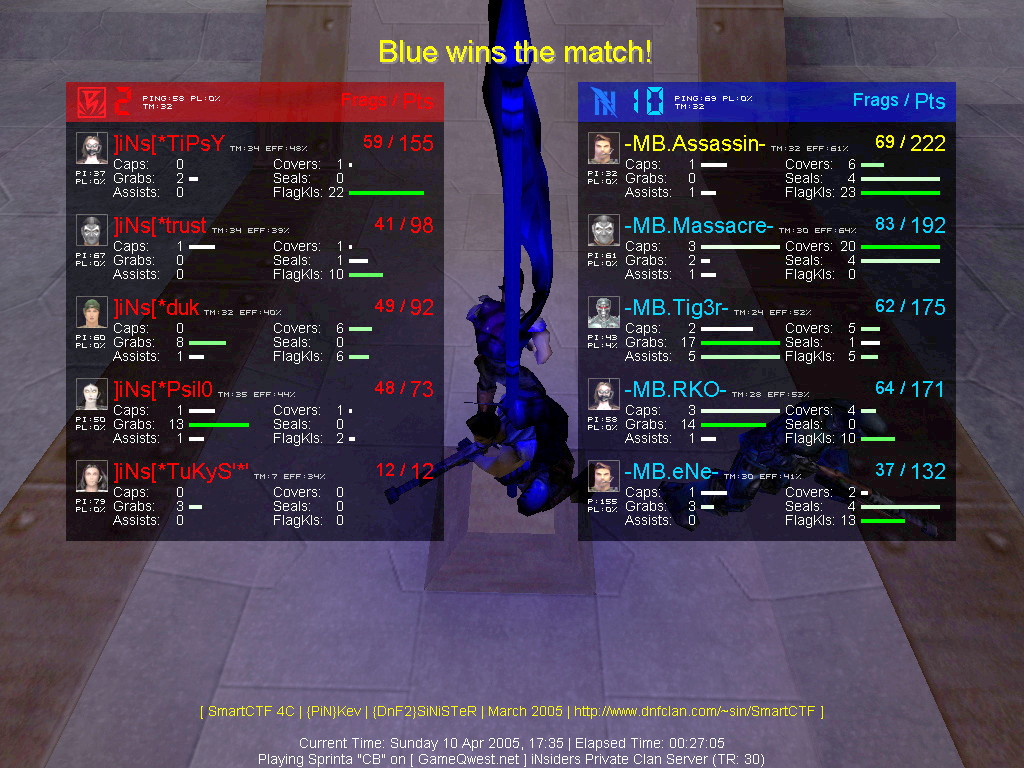 Blue wins the match!
2 PING:58 PL:0% Frags / Pts
TM:32
]iNs[*TiPsY TM:34 EFF:48% 59 / 155
Caps: 0 Covers: 1
PI:37 Grabs: 2 Seals: 0
PL:0% Assists: 0 FlagKls: 22
]iNs[*trust TM:34 EFF:39% 41 / 98
Caps: 1 Covers: 1
PI:67 Grabs: 0 Seals: 1
PL:0% Assists: 0 FlagKls: 10
]iNs[*duk TM:32 EFF:40% 49 / 92
Caps: 0 Covers: 6
PI:60 Grabs: 8 Seals: 0
PL:0% Assists: 1 FlagKls: 6
]iNs[*Psil0 TM:35 EFF:44% 48 / 73
Caps: 1 Covers: 1
PI:50 Grabs: 13 Seals: 0
PL:0% Assists: 1 FlagKls: 2
]iNs[*TuKyS'*' TM:7 EFF:34% 12 / 12
Caps: 0 Covers: 0
PI:79 Grabs: 3 Seals: 0
PL:0% Assists: 0 FlagKls: 0
10 PING:69 PL:0% Frags / Pts
TM:32
-MB.Assassin- TM:32 EFF:61% 69 / 222
Caps: 1 Covers: 6
PI:32 Grabs: 0 Seals: 4
PL:0% Assists: 1 FlagKls: 23
-MB.Massacre- TM:30 EFF:64% 83 / 192
Caps: 3 Covers: 20
PI:61 Grabs: 2 Seals: 4
PL:0% Assists: 1 FlagKls: 0
-MB.Tig3r- TM:24 EFF:52% 62 / 175
Caps: 2 Covers: 5
PI:43 Grabs: 17 Seals: 1
PL:4% Assists: 5 FlagKls: 5
-MB.RKO- TM:28 EFF:53% 64 / 171
Caps: 3 Covers: 4
PI:58 Grabs: 14 Seals: 0
PL:0% Assists: 1 FlagKls: 10
-MB.eNe- TM:30 EFF:41% 37 / 132
Caps: 1 Covers: 2
PI:155 Grabs: 3 Seals: 4
PL:0% Assists: 0 FlagKls: 13
[ SmartCTF 4C | {PiN}Kev | {DnF2}SiNiSTeR | March 2005 | http://www.dnfclan.com/~sin/SmartCTF ]
Current Time: Sunday 10 Apr 2005, 17:35 | Elapsed Time: 00:27:05
Playing Sprinta "CB" on [ GameQwest.net ] iNsiders Private Clan Server (TR: 30)